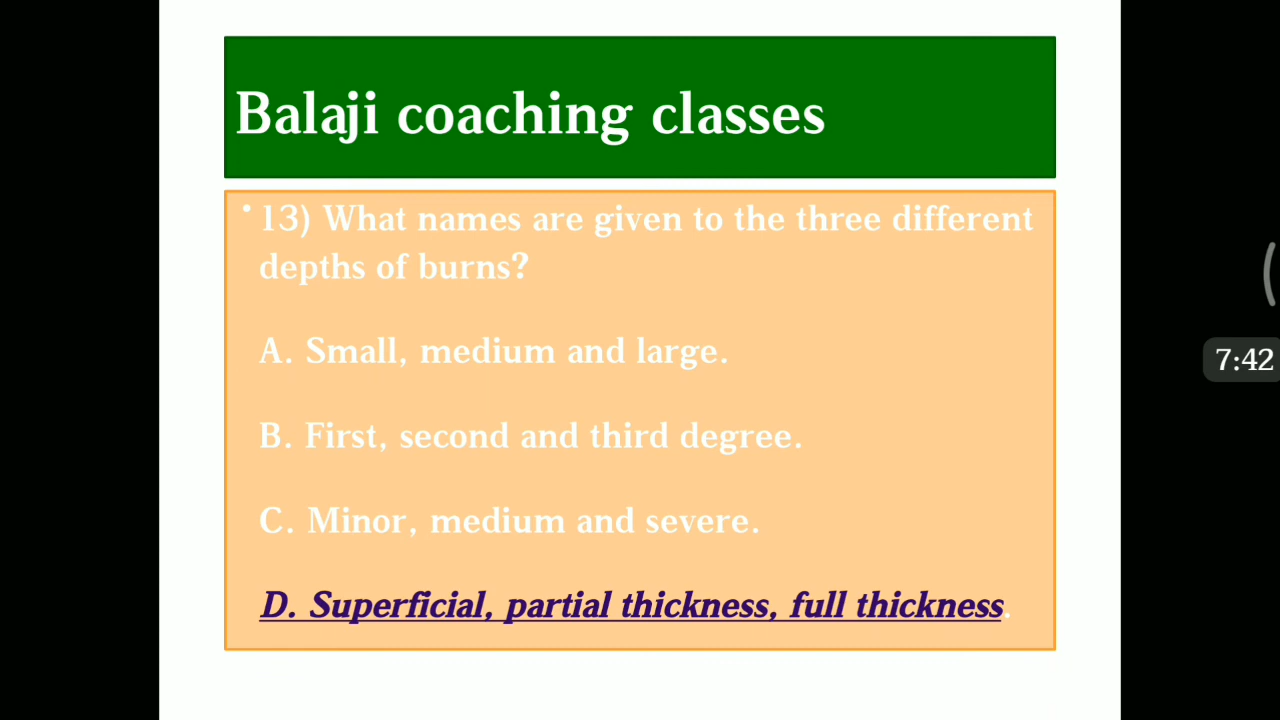 Balaji coaching classes
• 13) What names are given to the three different
depths of burns?
A. Small, medium and large.
B. First, second and third degree.
C. Minor, medium and severe.
D. Superficial, partial thickness, full thickness.
7:42